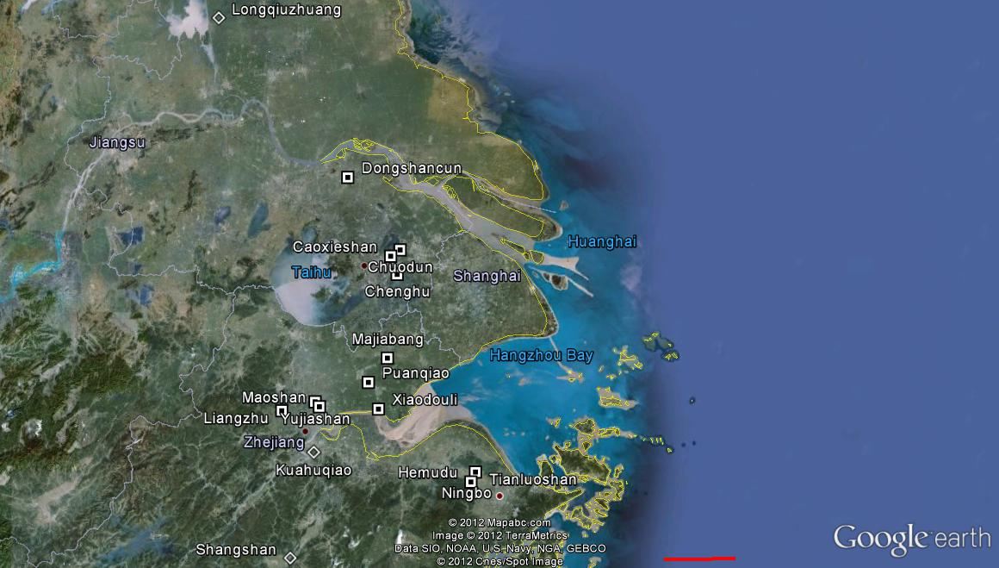 Longqiuzhuang
Jiangsu
Dongshancun
Huanghai
Caoxieshan
Taihu
Chuodun
Shanghai
Chenghu
Majiabang
Hangzhou Bay
Puanqiao
Maoshan
Xiaodouli
Liangzhu
Yujiashan
Zhejiang
Kuahuqiao
Hemudu
Tianluoshan
Ningbo
© 2012 Mapabc.com
Image © 2012 TerraMetrics
Data SIO, NOAA, U.S. Navy, NGA, GEBCO
© 2012 Cnes/Spot Image
Google earth
Shangshan